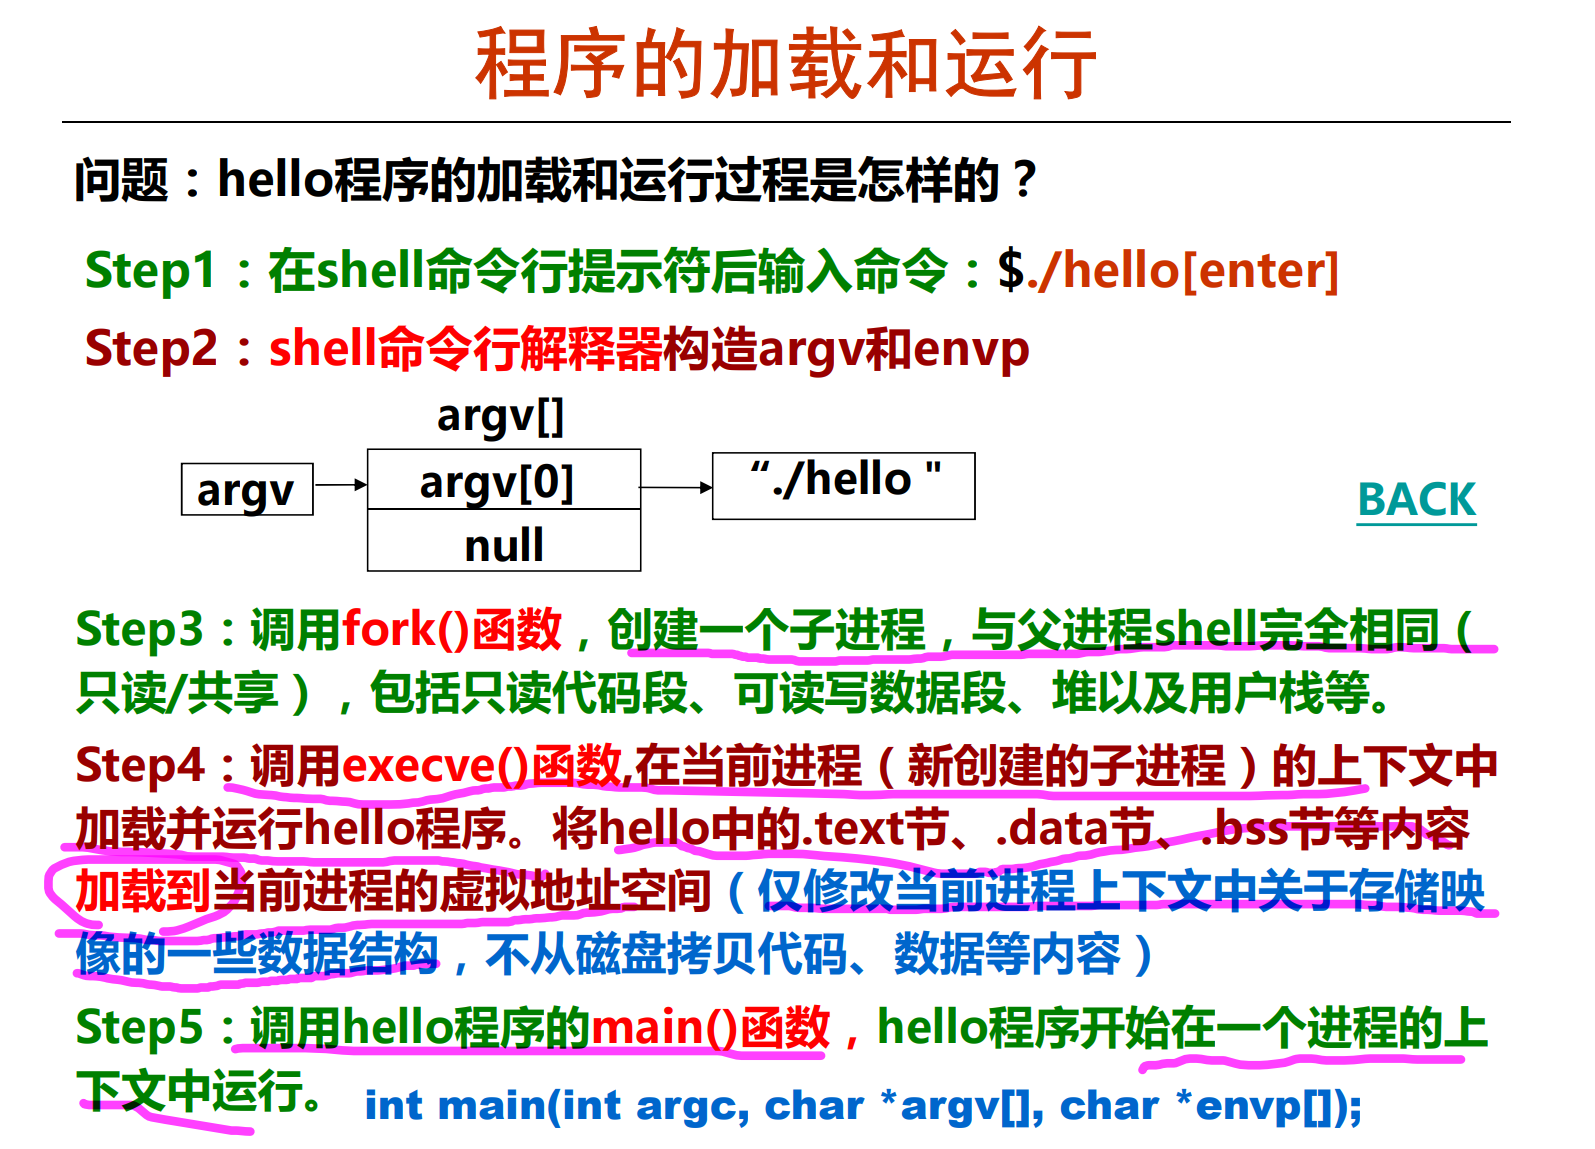 程序的加载和运行
问题：hello程序的加载和运行过程是怎样的？
Step1：在shell命令行提示符后输入命令：$./hello[enter]
Step2：shell命令行解释器构造argv和envp
argv[]
argv
argv[0]
“./hello "
null
BACK
Step3：调用fork()函数，创建一个子进程，与父进程shell完全相同（
只读/共享），包括只读代码段、可读写数据段、堆以及用户栈等。
Step4：调用execve()函数,在当前进程（新创建的子进程）的上下文中
加载并运行hello程序。将hello中的.text节、.data节、.bss节等内容
加载到当前进程的虚拟地址空间（仅修改当前进程上下文中关于存储映
像的一些数据结构，不从磁盘拷贝代码、数据等内容）
Step5：调用hello程序的main()函数，hello程序开始在一个进程的上
下文中运行。
int main(int argc, char *argv[], char *envp[]);